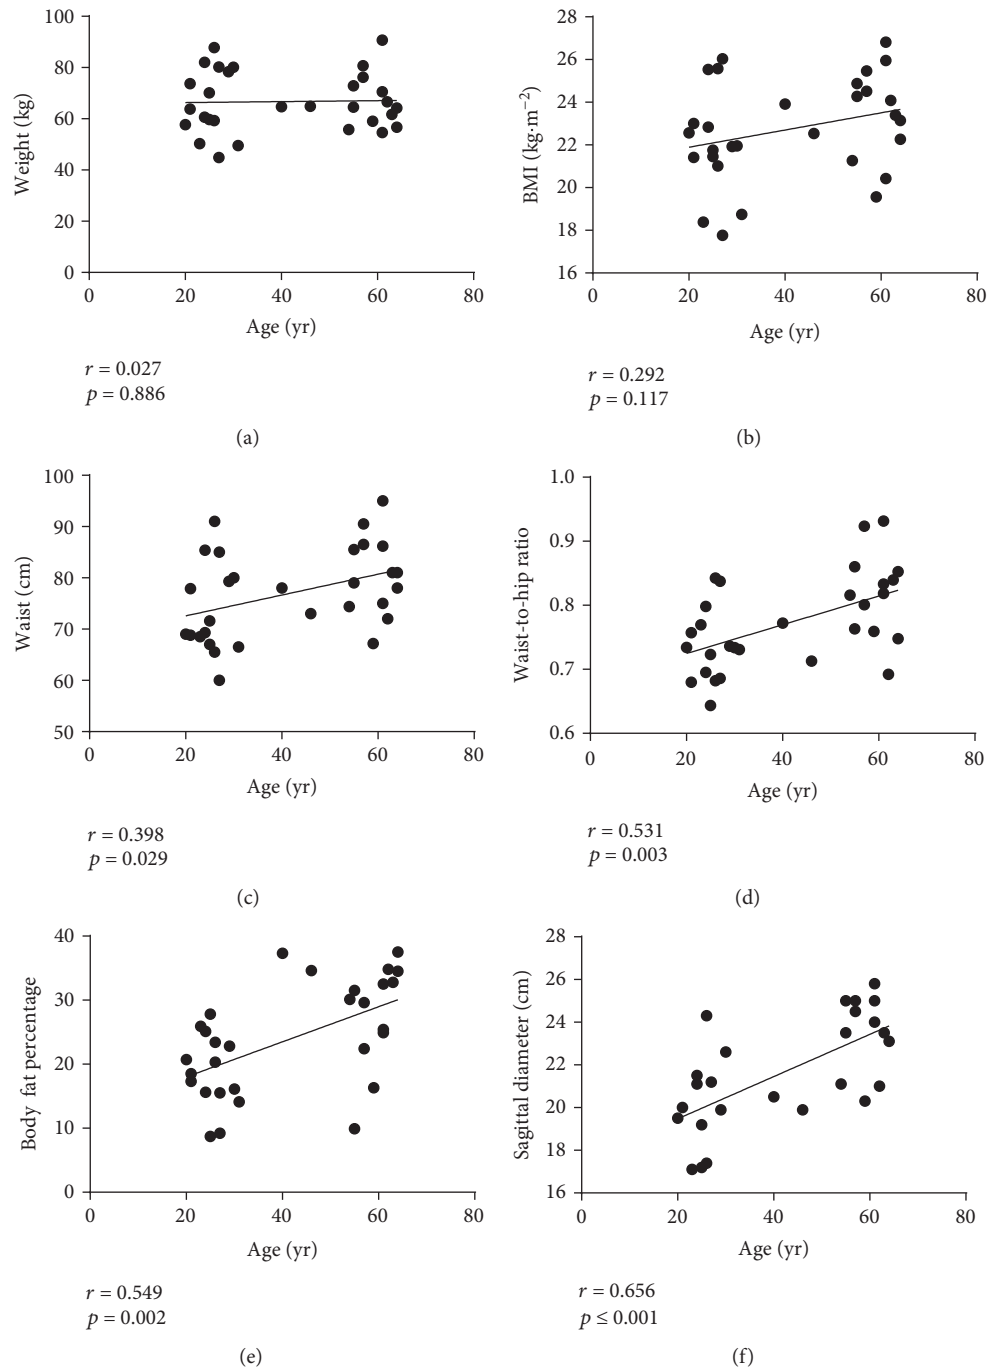 100
80
60
40
20
0
Weight (kg)
0 20 40 60 80
Age (yr)
r = 0.027
p = 0.886
(a)
28
26
24
22
20
18
16
BMI (kg·m⁻²)
0 20 40 60 80
Age (yr)
r = 0.292
p = 0.117
(b)
100
90
80
70
60
50
Waist (cm)
0 20 40 60 80
Age (yr)
r = 0.398
p = 0.029
(c)
1.0
0.9
0.8
0.7
0.6
Waist-to-hip ratio
0 20 40 60 80
Age (yr)
r = 0.531
p = 0.003
(d)
40
30
20
10
0
Body fat percentage
0 20 40 60 80
Age (yr)
r = 0.549
p = 0.002
(e)
28
26
24
22
20
18
16
Sagittal diameter (cm)
0 20 40 60 80
Age (yr)
r = 0.656
p ≤ 0.001
(f)